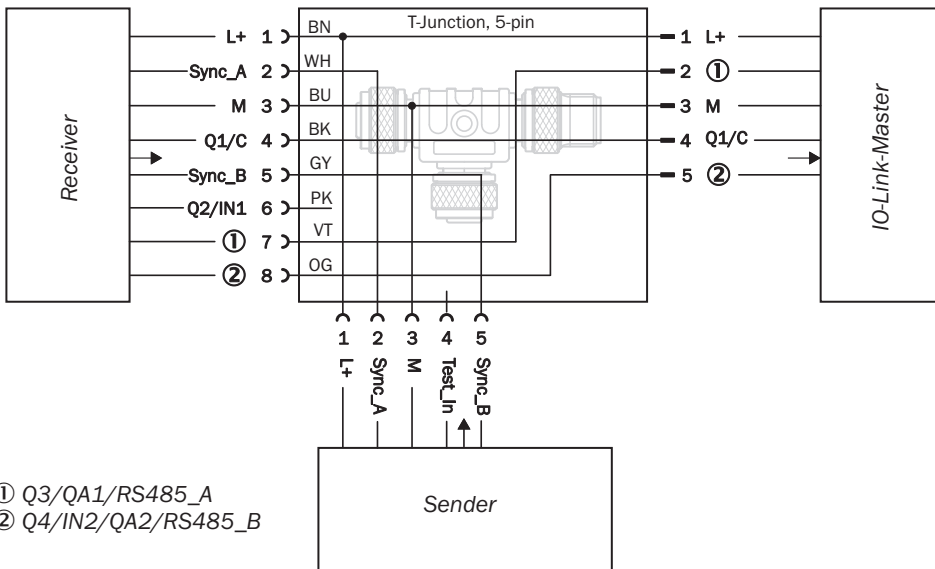 T-Junction, 5-pin
Receiver
L+ 1 BN
Sync_A 2 WH
M 3 BU
Q1/C 4 BK
Sync_B 5 GY
Q2/IN1 6 PK
① 7 VT
② 8 OG
1 L+
2 ①
3 M
4 Q1/C
5 ②
IO-Link-Master
1 2 3 4 5
L+ Sync_A M Test_In Sync_B
Sender
① Q3/QA1/RS485_A
② Q4/IN2/QA2/RS485_B